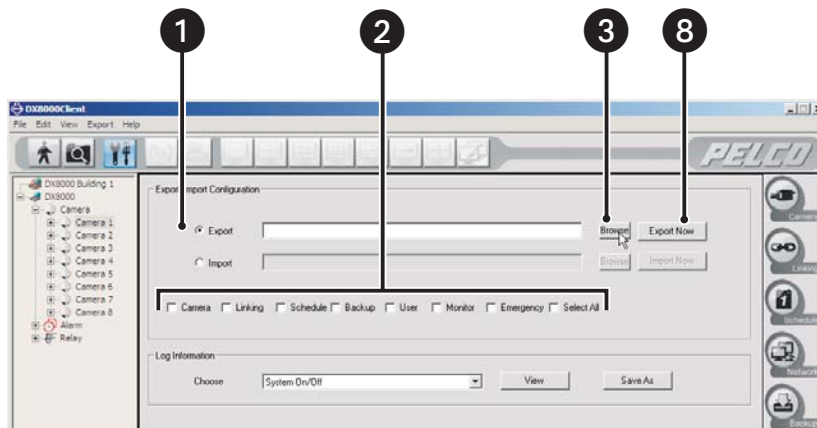 1 2 3 8
DX8000Client
File Edit View Export Help
PELCO
DX8000 Building 1
DX8000
Camera
Camera 1
Camera 2
Camera 3
Camera 4
Camera 5
Camera 6
Camera 7
Camera 8
Alarm
Relay
Export/Import Configuration
Export Browse Export Now
Import Browse Import Now
Camera Linking Schedule Backup User Monitor Emergency Select All
Log Information
Choose System On/Off View Save As
Camera
Linking
1
Schedule
Network
Backup